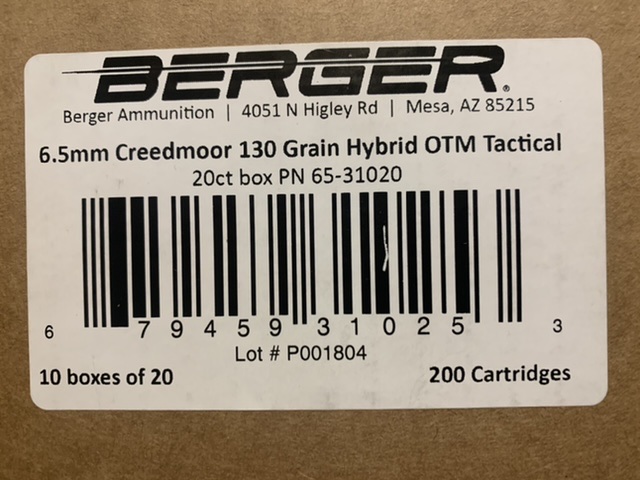 BERGER®
Berger Ammunition | 4051 N Higley Rd | Mesa, AZ 85215
6.5mm Creedmoor 130 Grain Hybrid OTM Tactical
20ct box PN 65-31020
6 79459 31025 3
Lot # P001804
10 boxes of 20 200 Cartridges